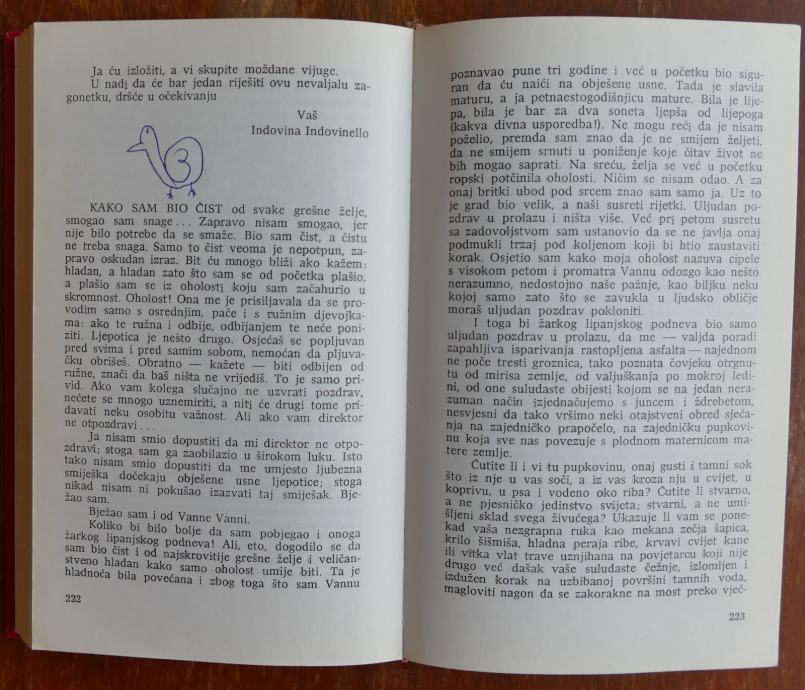 Ja ću izložiti, a vi skupite moždane vijuge.
U nadi da će bar jedan riješiti ovu nevaljalu za-
gonetku, dršće u očekivanju
Vaš
Indovina Indovinello
3
KAKO SAM BIO ČIST od svake grešne želje,
smogao sam snage... Zapravo nisam smogao, jer
nije bilo potrebe da se smaže. Bio sam čist, a čistu
ne treba snaga. Samo to čist veoma je nepotpun, za-
pravo oskudan izraz. Bit ću mnogo bliži ako kažem:
hladan, a hladan zato što sam se od početka plašio,
a plašio sam se iz oholosti koju sam začahurio u
skromnost. Oholost! Ona me je prisiljavala da se pro-
vodim samo s osrednjim, pače i s ružnim djevojka-
ma: ako te ružna i odbije, odbijanjem te neće poni-
ziti. Ljepotica je nešto drugo. Osjećaš se popljuvan
pred svima i pred samim sobom, nemoćan da pljuva-
čku obrišeš. Obratno — kažete — biti odbijen od
ružne, znači da baš ništa ne vrijediš. To je samo pri-
vid. Ako vam kolega slučajno ne uzvrati pozdrav,
nećete se mnogo uznemiriti, a niti će drugi tome pri-
davati neku osobitu važnost. Ali ako vam direktor
ne otpozdravi...
Ja nisam smio dopustiti da mi direktor ne otpo-
zdravi; stoga sam ga zaobilazio u širokom luku. Isto
tako nisam smio dopustiti da me umjesto ljubezna
smiješka dočekaju obješene usne ljepotice; stoga
nikad nisam ni pokušao izazvati taj smiješak. Bje-
žao sam.
Bježao sam i od Vanne Vanni.
Koliko bi bilo bolje da sam pobjegao i onoga
žarkog lipanjskog podneva! Ali, eto, dogodilo se da
sam bio čist i od najskrovitije grešne želje i veličan-
stveno hladan kako samo oholost umije biti. Ta je
hladnoća bila povećana i zbog toga što sam Vannu
222
poznavao pune tri godine i već u početku bio sigu-
ran da ću naići na obješene usne. Tada je slavila
maturu, a ja petnaestogodišnjicu mature. Bila je lije-
pa, bila je bar za dva soneta ljepša od lijepoga
(kakva divna usporedba!). Ne mogu reći da je nisam
poželio, premda sam znao da je ne smijem željeti,
da ne smijem srnuti u poniženje koje čitav život ne
bih mogao saprati. Na sreću, želja se već u početku
ropski potčinila oholosti. Ničim se nisam odao. A za
onaj britki ubod pod srcem znao sam samo ja. Uz to
je grad bio velik, a naši susreti rijetki. Uljudan po-
zdrav u prolazu i ništa više. Već pri petom susretu
sa zadovoljstvom sam ustanovio da se ne javlja onaj
podmukli trzaj pod koljenom koji bi htio zaustaviti
korak. Osjetio sam kako moja oholost nazuva cipele
s visokom petom i promatra Vannu odozgo kao nešto
nerazumno, nedostojno naše pažnje, kao biljku neku
kojoj samo zato što se zavukla u ljudsko obličje
moraš uljudan pozdrav pokloniti.
I toga bi žarkog lipanjskog podneva bio samo
uljudan pozdrav u prolazu, da me — valjda poradi
zapahljiva isparivanja rastopljena asfalta — najednom
ne poče tresti groznica, tako poznata čovjeku otrgnu-
tu od mirisa zemlje, od valjuškanja po mokroj ledi-
ni, od one suludaste obijesti kojom se na jedan nera-
zuman način izjednačujemo s juncem i ždrebetom,
nesvjesni da tako vršimo neki otajstveni obred sjeća-
nja na zajedničko prapočelo, na zajedničku pupkovi-
nu koja sve nas povezuje s plodnom maternicom ma-
tere zemlje.
Ćutite li i vi tu pupkovinu, onaj gusti i tamni sok
što iz nje u vas soči, a iz vas kroza nju u cvijet, u
koprivu, u psa i vodeno oko riba? Ćutite li stvarno,
a ne pjesničko jedinstvo svijeta; stvarni, a ne umi-
šljeni sklad svega živućega? Ukazuje li vam se pone-
kad vaša nezgrapna ruka kao mekana zečja šapica,
krilo šišmiša, hladna peraja ribe, krvavi cvijet kane
ili vitka vlat trave uznjihana na povjetarcu koji nije
drugo već dašak vaše suludaste čežnje, izlomljen i
izdužen korak na uzbibanoj površini tamnih voda,
magloviti nagon da se zakorakne na most preko vječ-
223